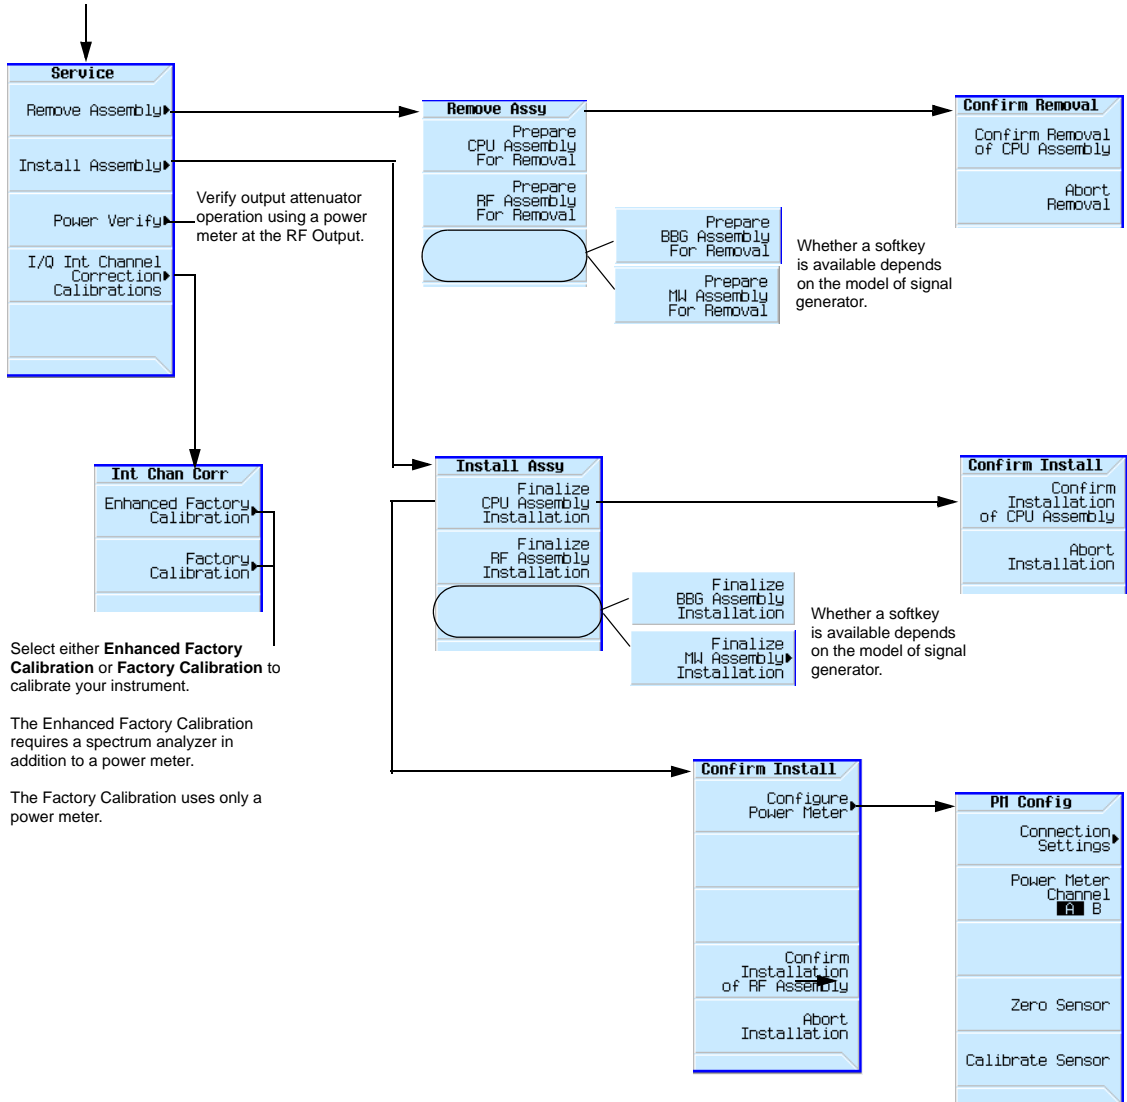 Service
Remove Assembly
Install Assembly
Power Verify
I/Q Int Channel
Correction
Calibrations
Verify output attenuator
operation using a power
meter at the RF Output.
Remove Assy
Prepare
CPU Assembly
For Removal
Prepare
RF Assembly
For Removal
Prepare
BBG Assembly
For Removal
Prepare
MW Assembly
For Removal
Whether a softkey
is available depends
on the model of signal
generator.
Confirm Removal
Confirm Removal
of CPU Assembly
Abort
Removal
Int Chan Corr
Enhanced Factory
Calibration
Factory
Calibration
Select either Enhanced Factory
Calibration or Factory Calibration to
calibrate your instrument.
The Enhanced Factory Calibration
requires a spectrum analyzer in
addition to a power meter.
The Factory Calibration uses only a
power meter.
Install Assy
Finalize
CPU Assembly
Installation
Finalize
RF Assembly
Installation
Finalize
BBG Assembly
Installation
Finalize
MW Assembly
Installation
Whether a softkey
is available depends
on the model of signal
generator.
Confirm Install
Confirm
Installation
of CPU Assembly
Abort
Installation
Confirm Install
Configure
Power Meter
Confirm
Installation
of RF Assembly
Abort
Installation
PM Config
Connection
Settings
Power Meter
Channel
A B
Zero Sensor
Calibrate Sensor